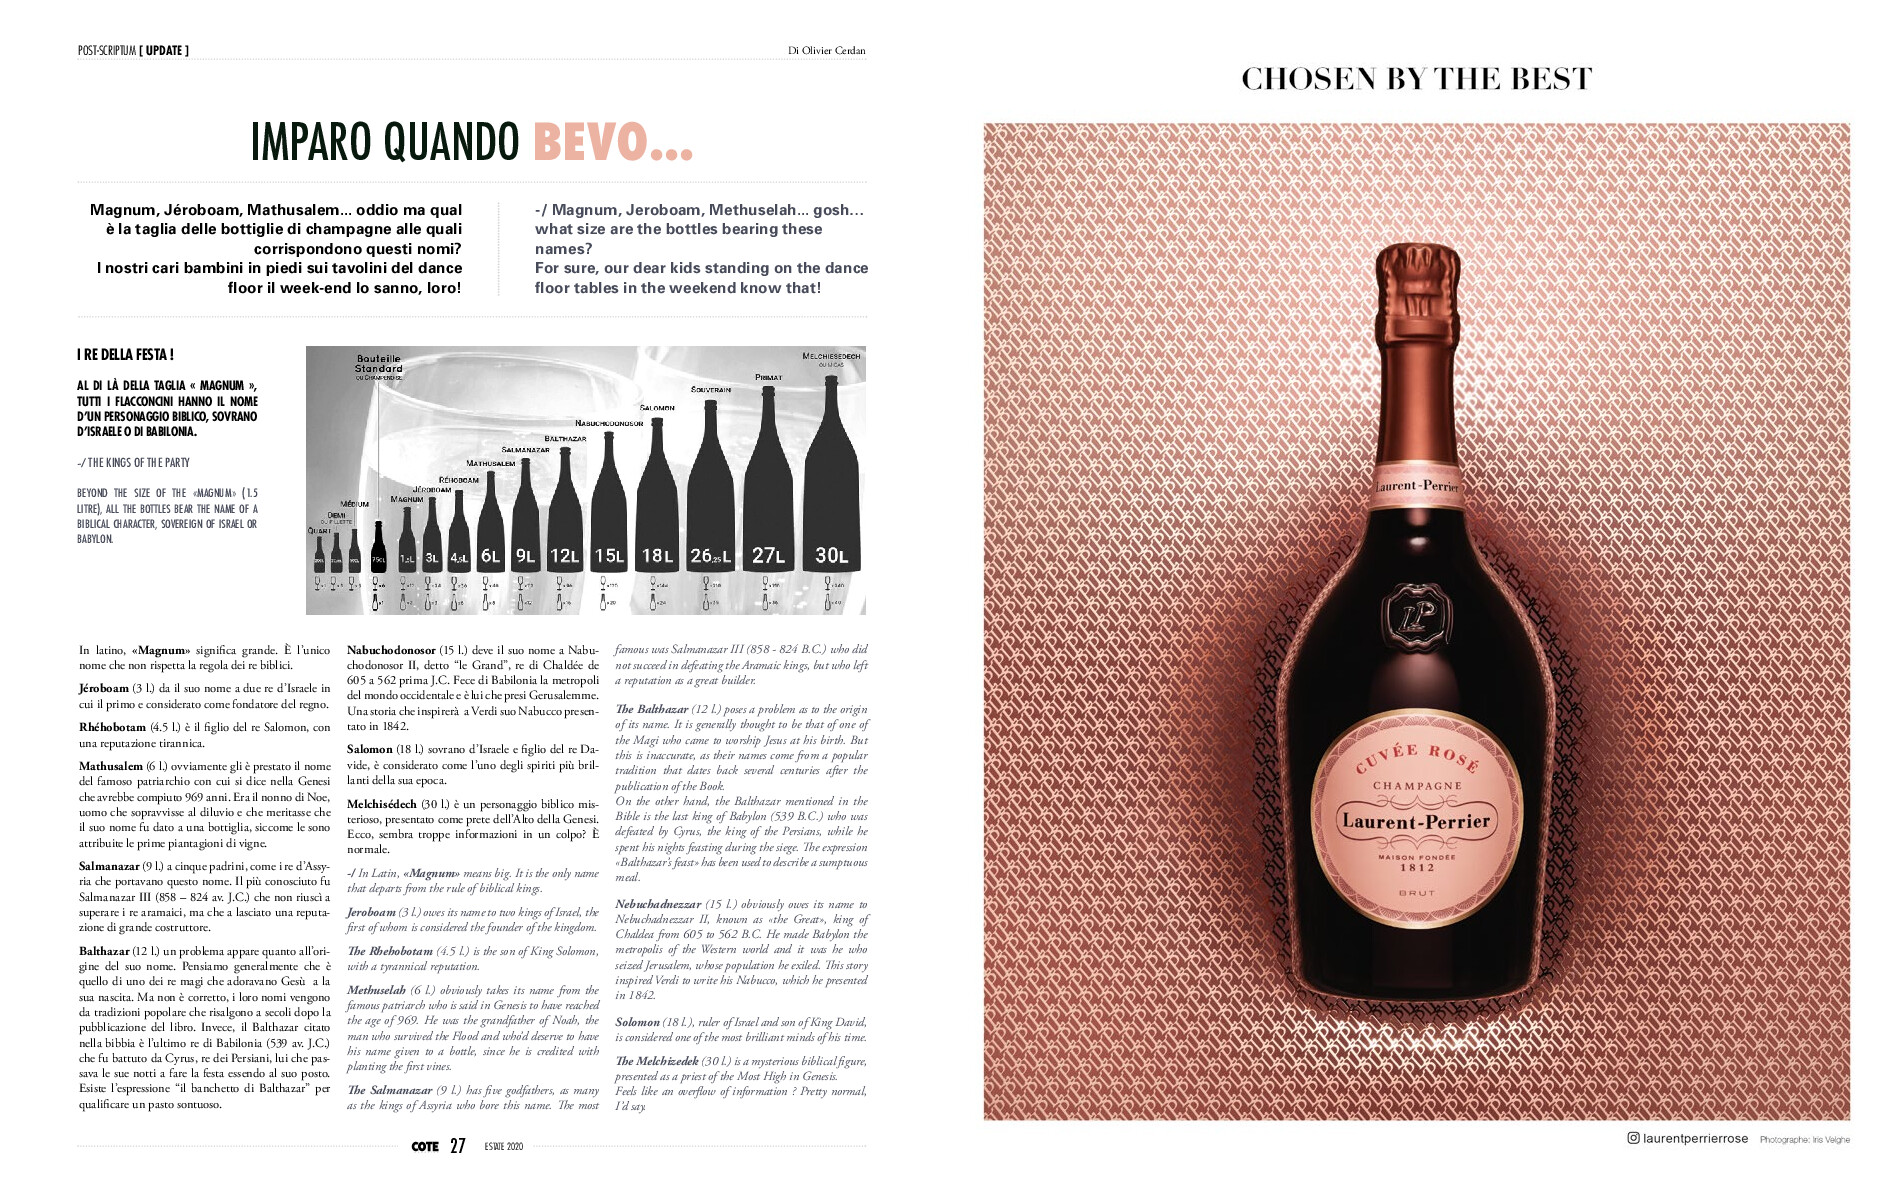 POST-SCRIPTUM [ UPDATE ]
Di Olivier Cerdan
IMPARO QUANDO BEVO...
Magnum, Jéroboam, Mathusalem... oddio ma qual
è la taglia delle bottiglie di champagne alle quali
corrispondono questi nomi?
I nostri cari bambini in piedi sui tavolini del dance
floor il week-end lo sanno, loro!
-/ Magnum, Jeroboam, Methuselah... gosh...
what size are the bottles bearing these
names?
For sure, our dear kids standing on the dance
floor tables in the weekend know that!
I RE DELLA FESTA !
AL DI LÀ DELLA TAGLIA « MAGNUM »,
TUTTI I FLACCONCINI HANNO IL NOME
D'UN PERSONAGGIO BIBLICO, SOVRANO
D'ISRAELE O DI BABILONIA.
-/ THE KINGS OF THE PARTY
BEYOND THE SIZE OF THE «MAGNUM» (1.5
LITRE), ALL THE BOTTLES BEAR THE NAME OF A
BIBLICAL CHARACTER, SOVEREIGN OF ISRAEL OR
BABYLON.
Quart
Demi
ou Fillette
Médium
Bouteille
Standard
ou Champenoise
Magnum
Jéroboam
Réhoboam
Mathusalem
Salmanazar
Balthazar
Nabuchodonosor
Salomon
Souverain
Primat
Melchisedech
ou Midas
75CL
1,5L
3L
4,5L
6L
9L
12L
15L
18L
26,25L
27L
30L
In latino, «Magnum» significa grande. È l'unico
nome che non rispetta la regola dei re biblici.
Jéroboam (3 l.) da il suo nome a due re d'Israele in
cui il primo e considerato come fondatore del regno.
Rhéhobotam (4.5 l.) è il figlio del re Salomon, con
una reputazione tirannica.
Mathusalem (6 l.) ovviamente gli è prestato il nome
del famoso patriarchio con cui si dice nella Genesi
che avrebbe compiuto 969 anni. Era il nonno di Noe,
uomo che sopravvisse al diluvio e che meritasse che
il suo nome fu dato a una bottiglia, siccome le sono
attribuite le prime piantagioni di vigne.
Salmanazar (9 l.) a cinque padrini, come i re d'Assy-
ria che portavano questo nome. Il più conosciuto fu
Salmanazar III (858 – 824 av. J.C.) che non riuscì a
superare i re aramaici, ma che a lasciato una reputa-
zione di grande costruttore.
Balthazar (12 l.) un problema appare quanto all'ori-
gine del suo nome. Pensiamo generalmente che è
quello di uno dei re magi che adoravano Gesù a la
sua nascita. Ma non è corretto, i loro nomi vengono
da tradizioni popolare che risalgono a secoli dopo la
pubblicazione del libro. Invece, il Balthazar citato
nella bibbia è l'ultimo re di Babilonia (539 av. J.C.)
che fu battuto da Cyrus, re dei Persiani, lui che pas-
sava le sue notti a fare la festa essendo al suo posto.
Esiste l'espressione "il banchetto di Balthazar" per
qualificare un pasto sontuoso.
Nabuchodonosor (15 l.) deve il suo nome a Nabu-
chodonosor II, detto "le Grand", re di Chaldée de
605 a 562 prima J.C. Fece di Babilonia la metropoli
del mondo occidentale e è lui che presi Gerusalemme.
Una storia che inspirerà a Verdi suo Nabucco presen-
tato in 1842.
Salomon (18 l.) sovrano d'Israele e figlio del re Da-
vide, è considerato come l'uno degli spiriti più bril-
lanti della sua epoca.
Melchisédech (30 l.) è un personaggio biblico mis-
terioso, presentato come prete dell'Alto della Genesi.
Ecco, sembra troppe informazioni in un colpo? È
normale.
-/ In Latin, «Magnum» means big. It is the only name
that departs from the rule of biblical kings.
Jeroboam (3 l.) owes its name to two kings of Israel, the
first of whom is considered the founder of the kingdom.
The Rhehobotam (4.5 l.) is the son of King Solomon,
with a tyrannical reputation.
Methuselah (6 l.) obviously takes its name from the
famous patriarch who is said in Genesis to have reached
the age of 969. He was the grandfather of Noah, the
man who survived the Flood and who'd deserve to have
his name given to a bottle, since he is credited with
planting the first vines.
The Salmanazar (9 l.) has five godfathers, as many
as the kings of Assyria who bore this name. The most
famous was Salmanazar III (858 - 824 B.C.) who did
not succeed in defeating the Aramaic kings, but who left
a reputation as a great builder.
The Balthazar (12 l.) poses a problem as to the origin
of its name. It is generally thought to be that of one of
the Magi who came to worship Jesus at his birth. But
this is inaccurate, as their names come from a popular
tradition that dates back several centuries after the
publication of the Book.
On the other hand, the Balthazar mentioned in the
Bible is the last king of Babylon (539 B.C.) who was
defeated by Cyrus, the king of the Persians, while he
spent his nights feasting during the siege. The expression
«Balthazar's feast» has been used to describe a sumptuous
meal.
Nebuchadnezzar (15 l.) obviously owes its name to
Nebuchadnezzar II, known as «the Great», king of
Chaldea from 605 to 562 B.C. He made Babylon the
metropolis of the Western world and it was he who
seized Jerusalem, whose population he exiled. This story
inspired Verdi to write his Nabucco, which he presented
in 1842.
Solomon (18 l.), ruler of Israel and son of King David,
is considered one of the most brilliant minds of his time.
The Melchizedek (30 l.) is a mysterious biblical figure,
presented as a priest of the Most High in Genesis.
Feels like an overflow of information ? Pretty normal,
I'd say.
COTE 27 ESTATE 2020
CHOSEN BY THE BEST
Laurent-Perrier
LP
CUVÉE ROSÉ
CHAMPAGNE
Laurent-Perrier
MAISON FONDÉE
1812
BRUT
laurentperrierrose Photographe: Iris Velghe